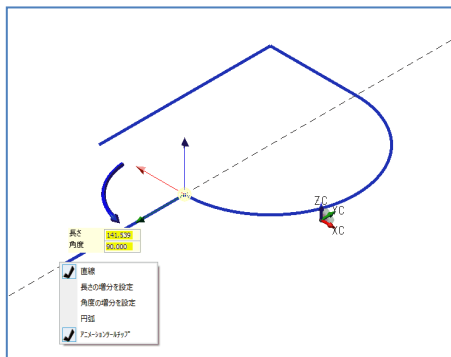 ZC
YC
XC
長さ 141.539
角度 90.000
直線
長さの増分を設定
角度の増分を設定
円弧
アニメーションツールチップ